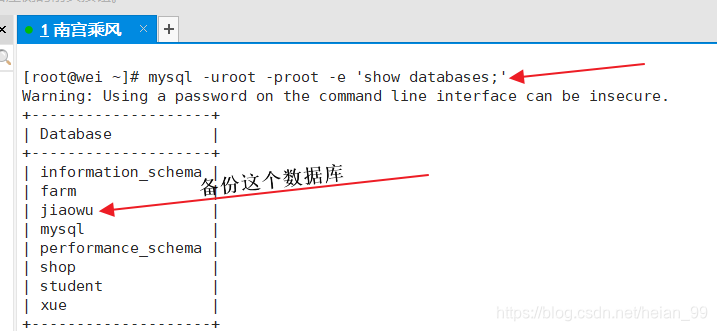 1 南宫乘风
[root@wei ~]# mysql -uroot -proot -e 'show databases;'
Warning: Using a password on the command line interface can be insecure.
+--------------------+
| Database           |
+--------------------+
| information_schema |
| farm               |
备份这个数据库
| jiaowu             |
| mysql              |
| performance_schema |
| shop               |
| student            |
| xue                |
+--------------------+
https://blog.csdn.net/heian_99